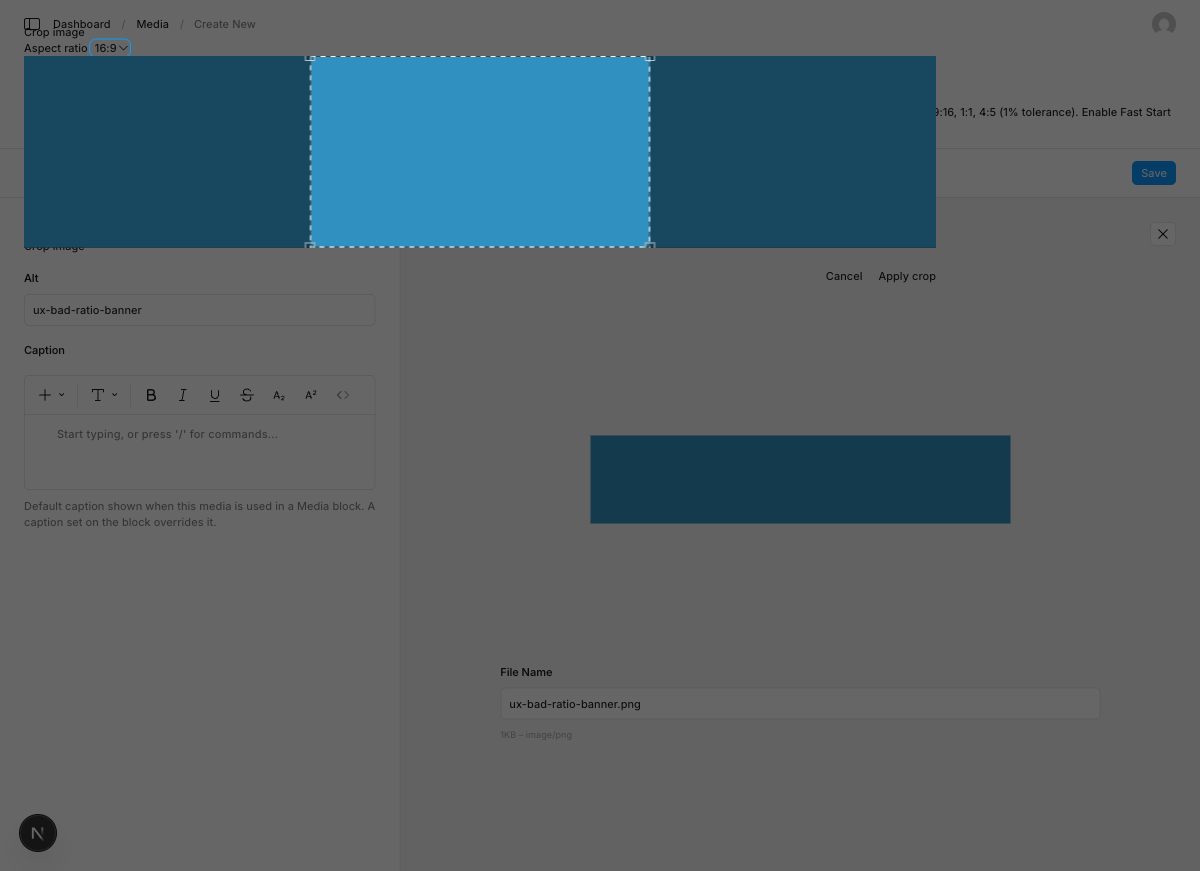 Dashboard / Media / Create New
Crop image
Aspect ratio 16:9
9:16, 1:1, 4:5 (1% tolerance). Enable Fast Start
Save
Crop image
Alt
Cancel Apply crop
ux-bad-ratio-banner
Caption
Start typing, or press '/' for commands...
Default caption shown when this media is used in a Media block. A
caption set on the block overrides it.
File Name
ux-bad-ratio-banner.png
1KB – image/png